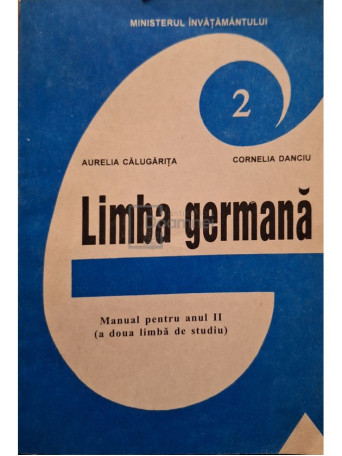 MINISTERUL ÎNVĂȚĂMÂNTULUI
2
AURELIA CĂLUGĂRIȚA CORNELIA DANCIU
Limba germană
Manual pentru anul II
(a doua limbă de studiu)